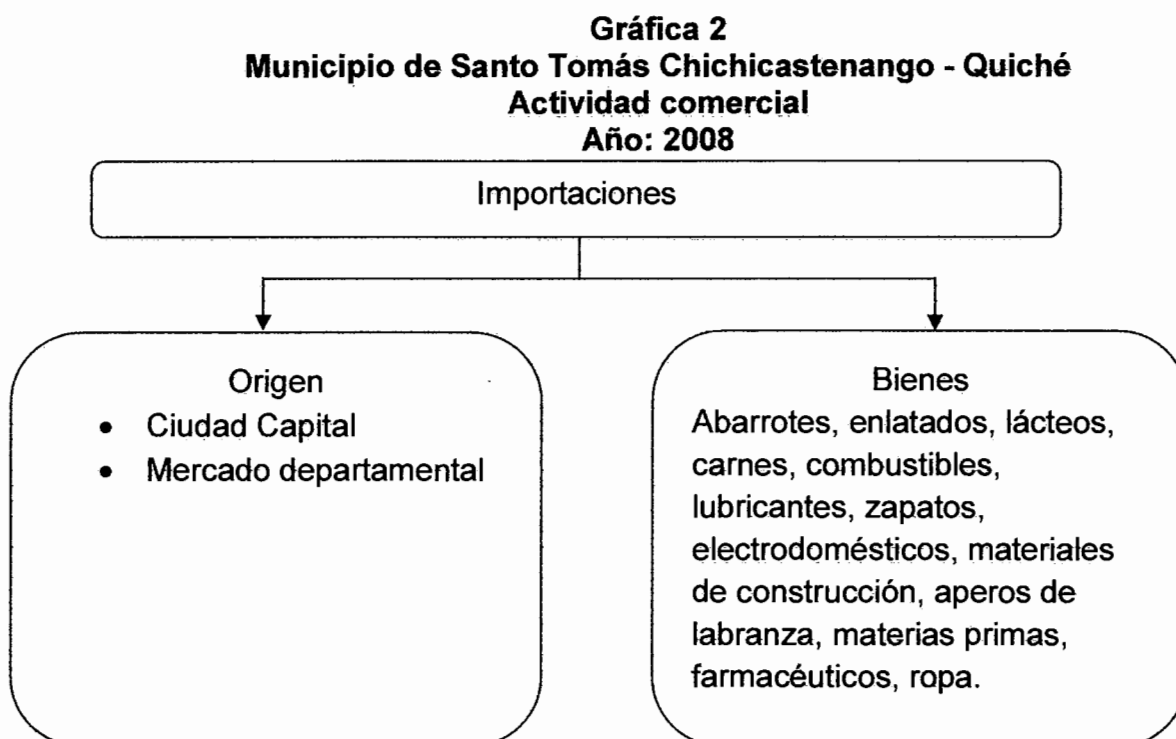 Gráfica 2
Municipio de Santo Tomás Chichicastenango - Quiché
Actividad comercial
Año: 2008
Importaciones
Origen
• Ciudad Capital
• Mercado departamental
Bienes
Abarrotes, enlatados, lácteos,
carnes, combustibles,
lubricantes, zapatos,
electrodomésticos, materiales
de construcción, aperos de
labranza, materias primas,
farmacéuticos, ropa.